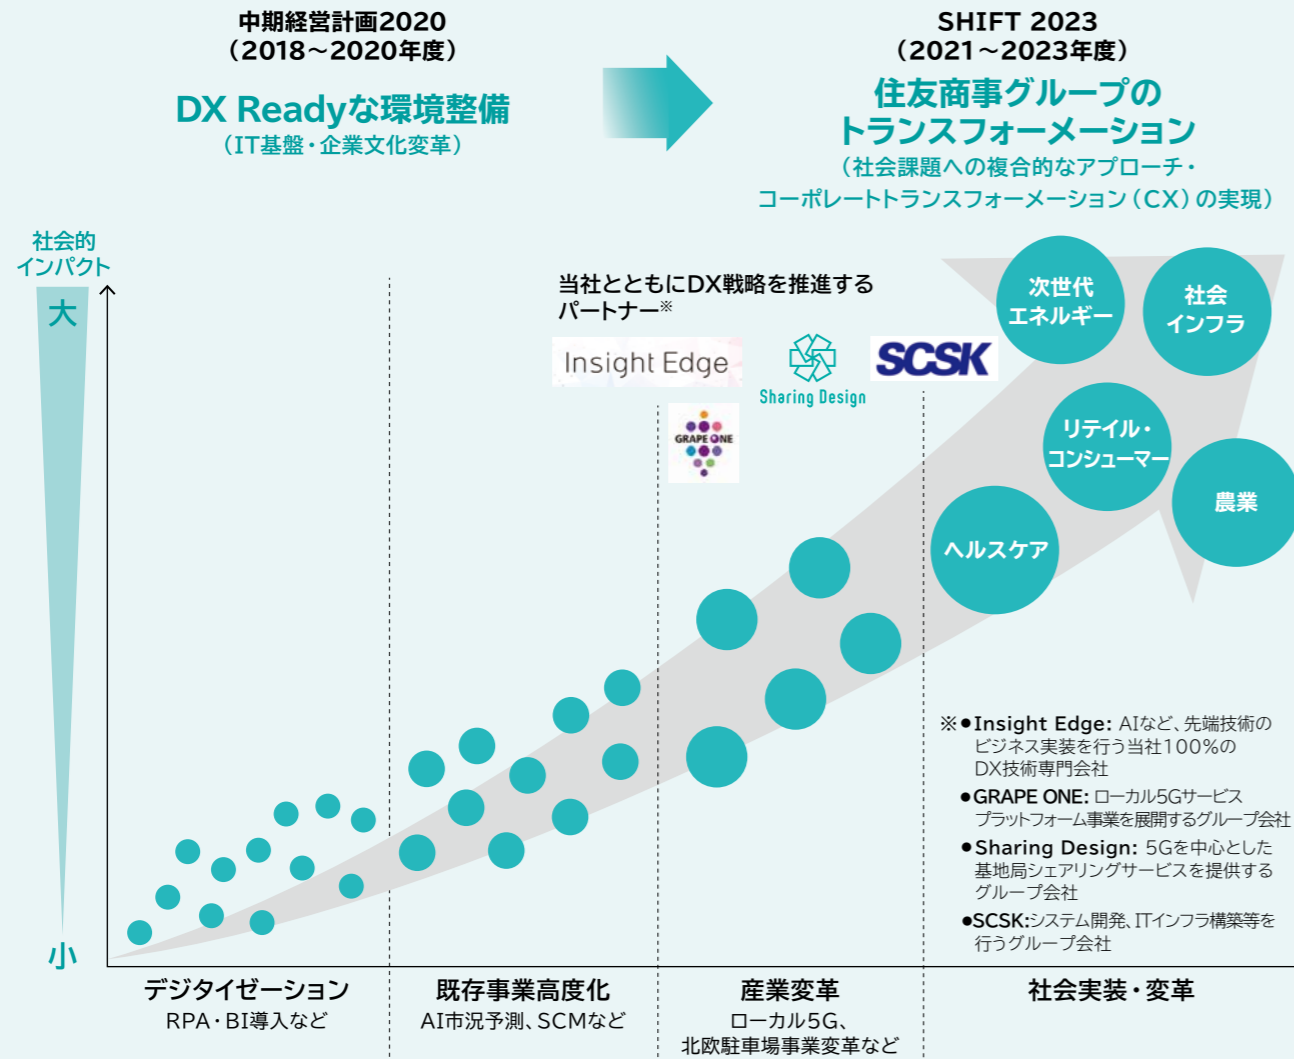 中期経営計画2020
（2018～2020年度）
DX Readyな環境整備
（IT基盤・企業文化変革）
SHIFT 2023
（2021～2023年度）
住友商事グループの
トランスフォーメーション
（社会課題への複合的なアプローチ・
コーポレートトランスフォーメーション（CX）の実現）
社会的
インパクト
大
小
当社とともにDX戦略を推進する
パートナー※
Insight Edge
GRAPE ONE
Sharing Design
SCSK
次世代
エネルギー
社会
インフラ
リテイル・
コンシューマー
農業
ヘルスケア
※●Insight Edge: AIなど、先端技術の
ビジネス実装を行う当社100%の
DX技術専門会社
●GRAPE ONE: ローカル5Gサービス
プラットフォーム事業を展開するグループ会社
●Sharing Design: 5Gを中心とした
基地局シェアリングサービスを提供する
グループ会社
●SCSK:システム開発、ITインフラ構築等を
行うグループ会社
デジタイゼーション
RPA・BI導入など
既存事業高度化
AI市況予測、SCMなど
産業変革
ローカル5G、
北欧駐車場事業変革など
社会実装・変革